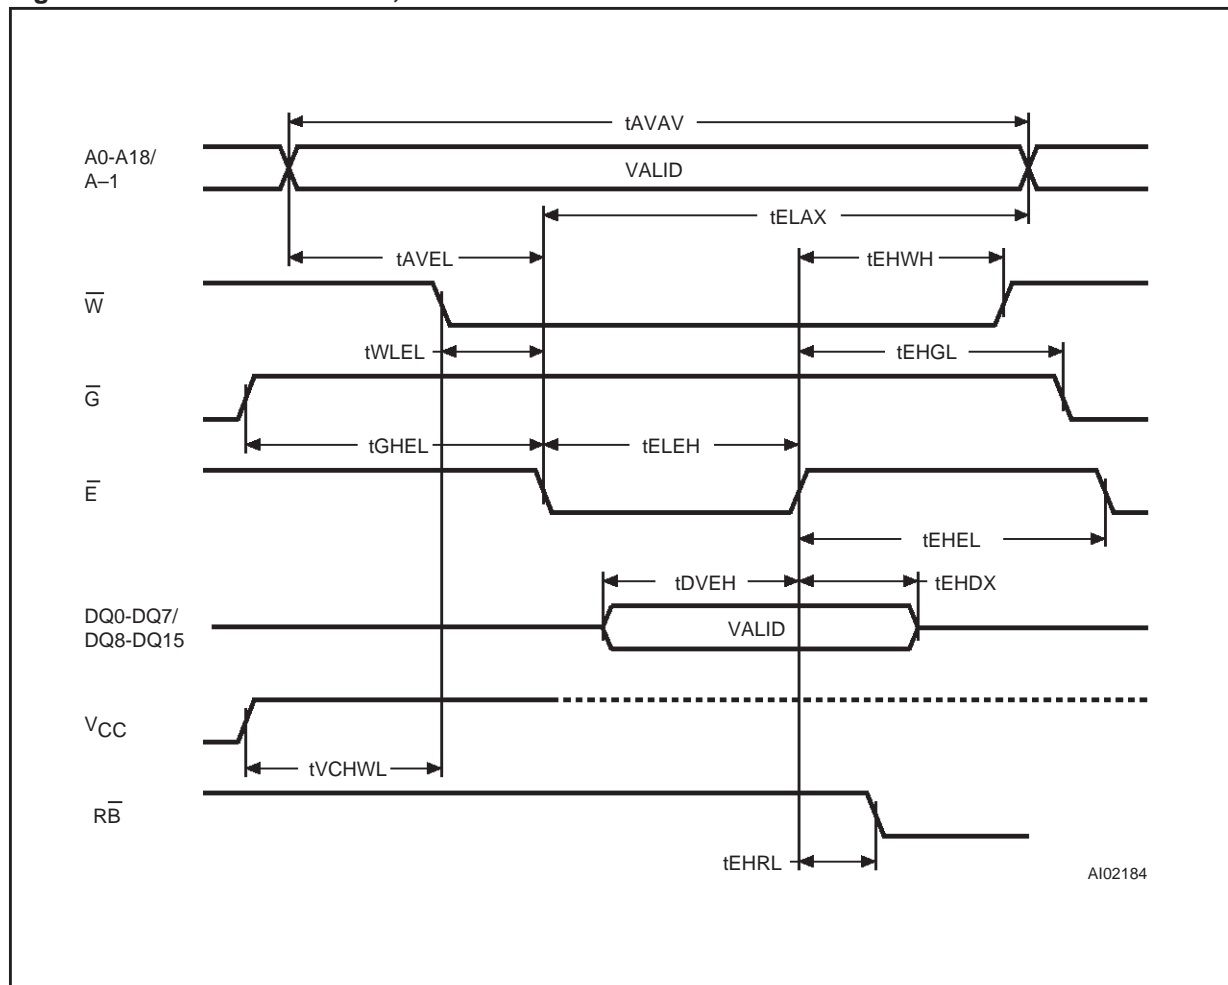 tAVAV
A0-A18/
A–1
VALID
tELAX
tAVEL
tEHWH
W̅
tWLEL
tEHGL
G̅
tGHEL
tELEH
E̅
tEHEL
tDVEH
tEHDX
DQ0-DQ7/
DQ8-DQ15
VALID
VCC
tVCHWL
RB̅
tEHRL
AI02184